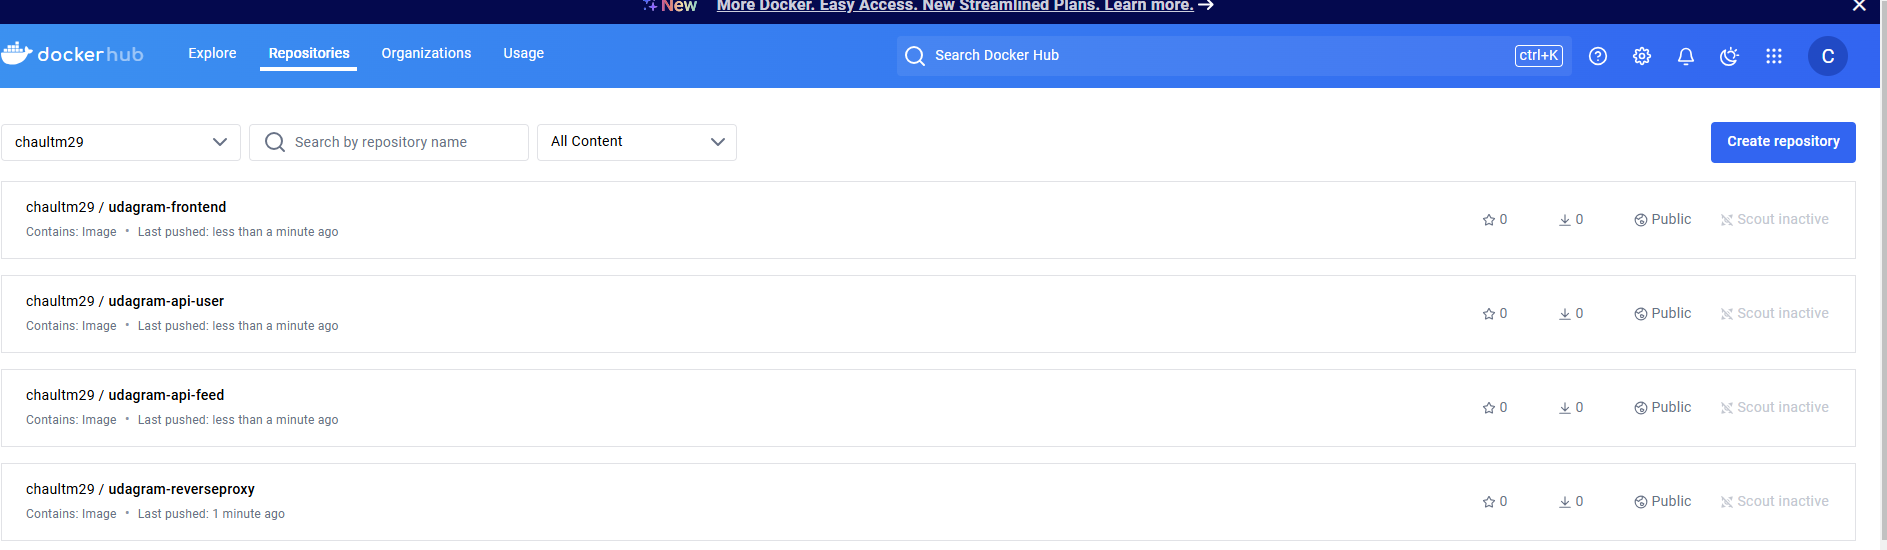 New More Docker. Easy Access. New Streamlined Plans. Learn more.
dockerhub Explore Repositories Organizations Usage Search Docker Hub ctrl+K C
chaultm29 Search by repository name All Content Create repository
chaultm29 / udagram-frontend
Contains: Image • Last pushed: less than a minute ago
0 0 Public Scout inactive
chaultm29 / udagram-api-user
Contains: Image • Last pushed: less than a minute ago
0 0 Public Scout inactive
chaultm29 / udagram-api-feed
Contains: Image • Last pushed: less than a minute ago
0 0 Public Scout inactive
chaultm29 / udagram-reverseproxy
Contains: Image • Last pushed: 1 minute ago
0 0 Public Scout inactive